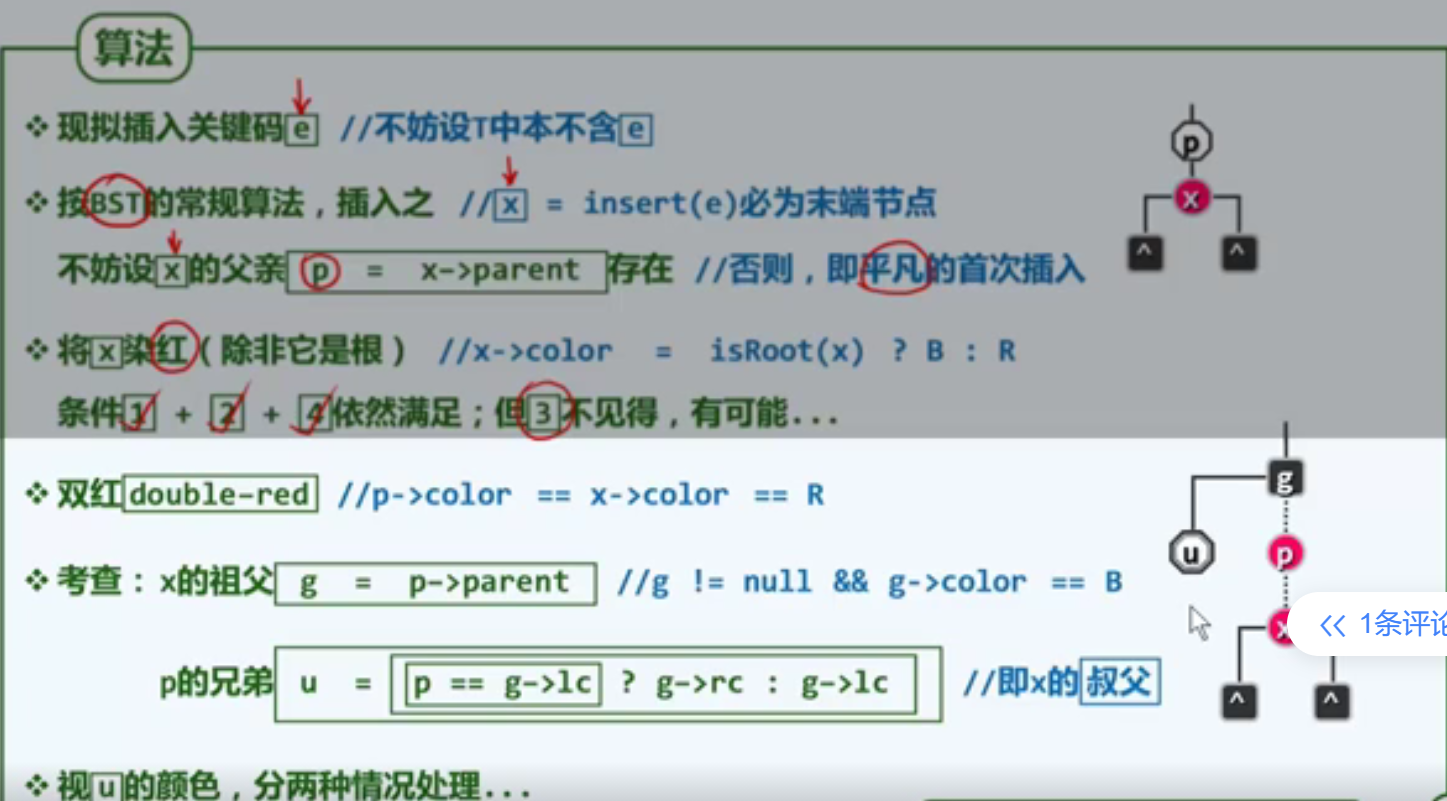 算法
❖ 现拟插入关键码e //不妨设T中本不含e
❖ 按BST的常规算法，插入之 //x = insert(e)必为末端节点
不妨设x的父亲 p = x->parent 存在 //否则，即平凡的首次插入
❖ 将x染红（除非它是根） //x->color = isRoot(x) ? B : R
条件1 + 2 + 4依然满足；但3不见得，有可能...
❖ 双红double-red //p->color == x->color == R
❖ 考查：x的祖父 g = p->parent //g != null && g->color == B
p的兄弟 u = p == g->lc ? g->rc : g->lc //即x的叔父
❖ 视u的颜色，分两种情况处理...
p
x
^ ^
g
u p
x
<< 1条评论
^ ^